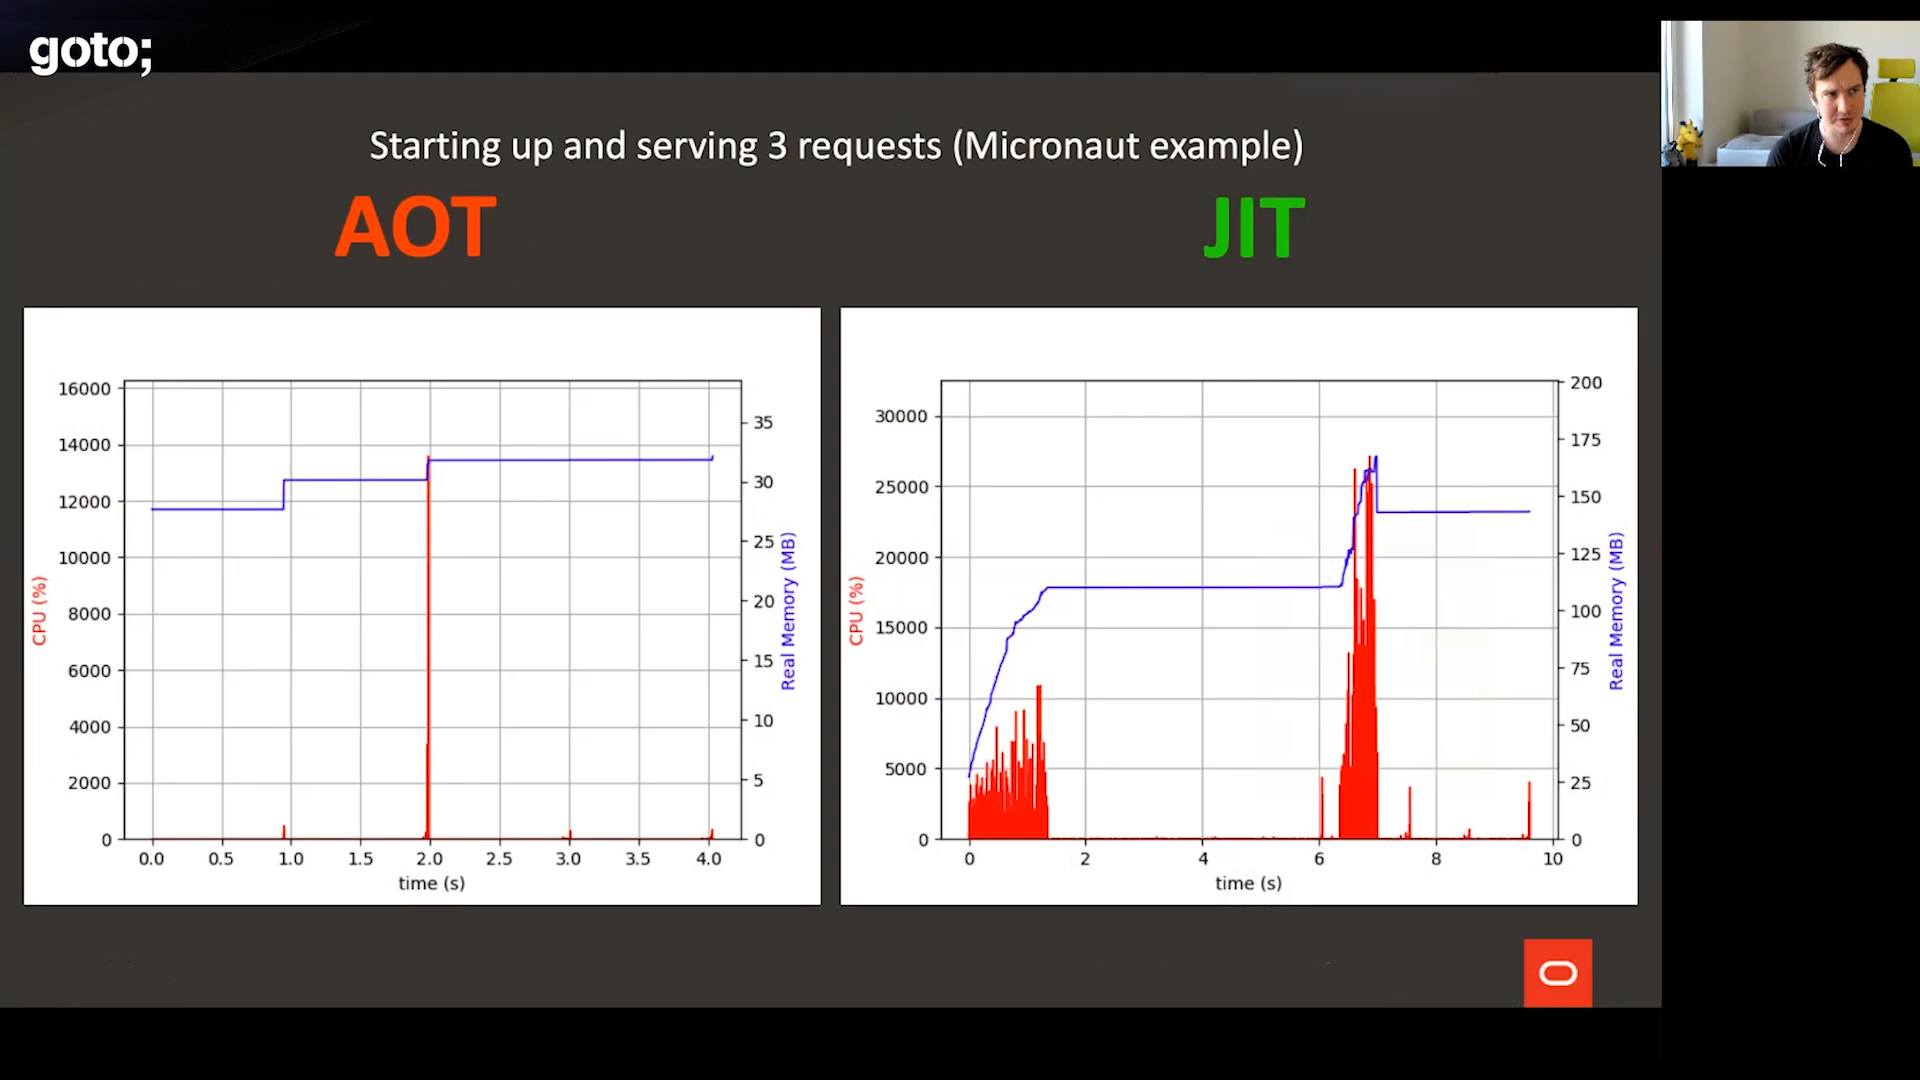 goto;
Starting up and serving 3 requests (Micronaut example)
AOT
JIT
16000
14000
12000
10000
8000
6000
4000
2000
0
CPU (%)
35
30
25
20
15
10
5
0
Real Memory (MB)
0.0 0.5 1.0 1.5 2.0 2.5 3.0 3.5 4.0
time (s)
30000
25000
20000
15000
10000
5000
0
CPU (%)
200
175
150
125
100
75
50
25
0
Real Memory (MB)
0 2 4 6 8 10
time (s)